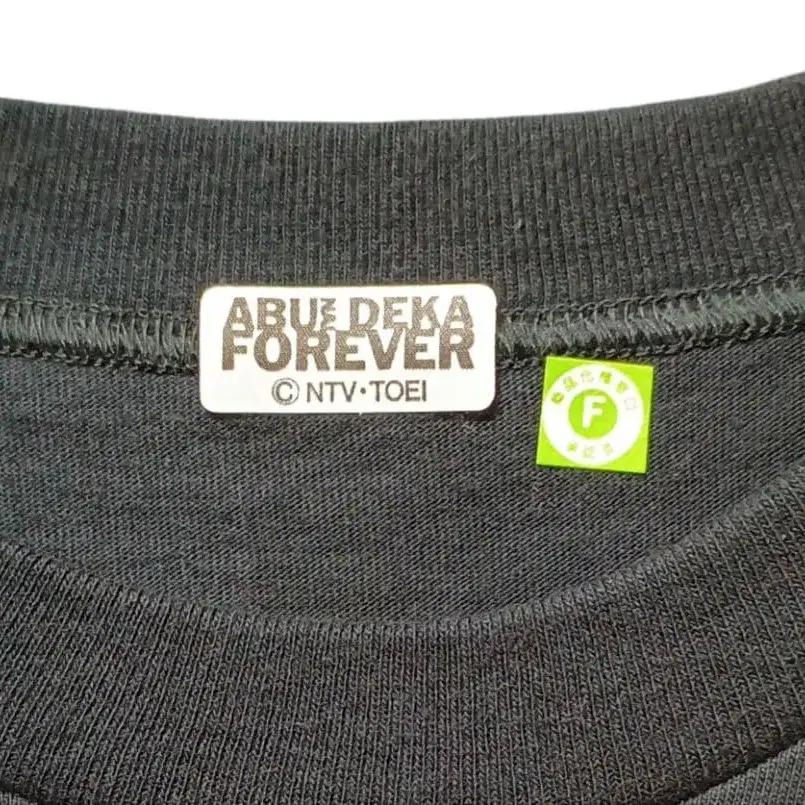 ABU DEKA
FOREVER
© NTV・TOEI
F